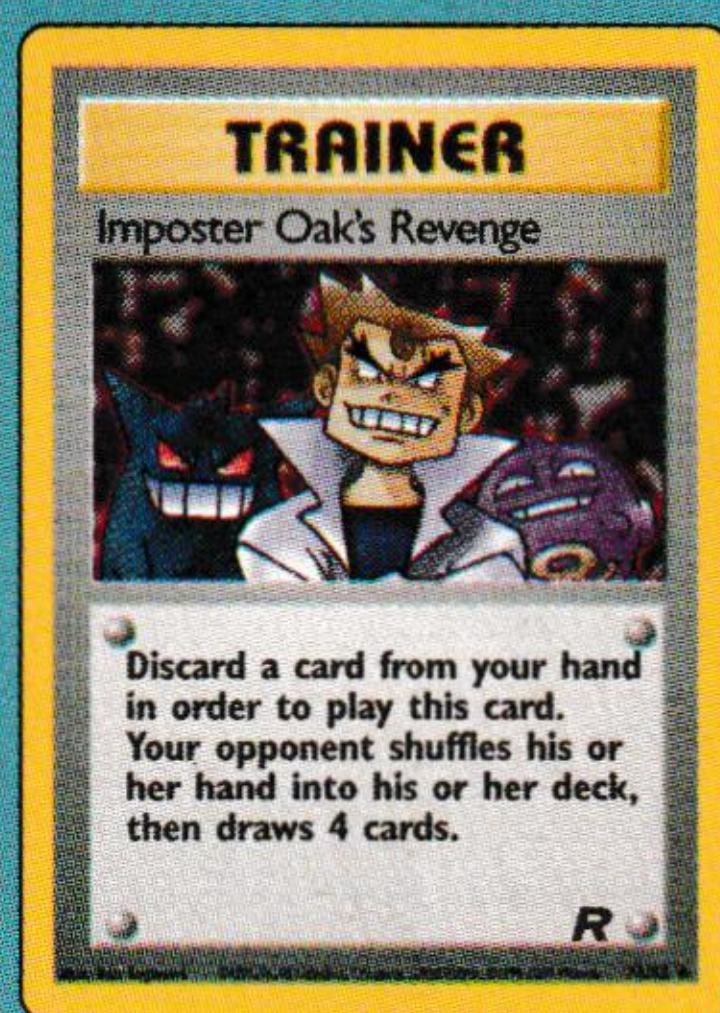 TRAINER
Imposter Oak's Revenge
Discard a card from your hand
in order to play this card.
Your opponent shuffles his or
her hand into his or her deck,
then draws 4 cards.
R